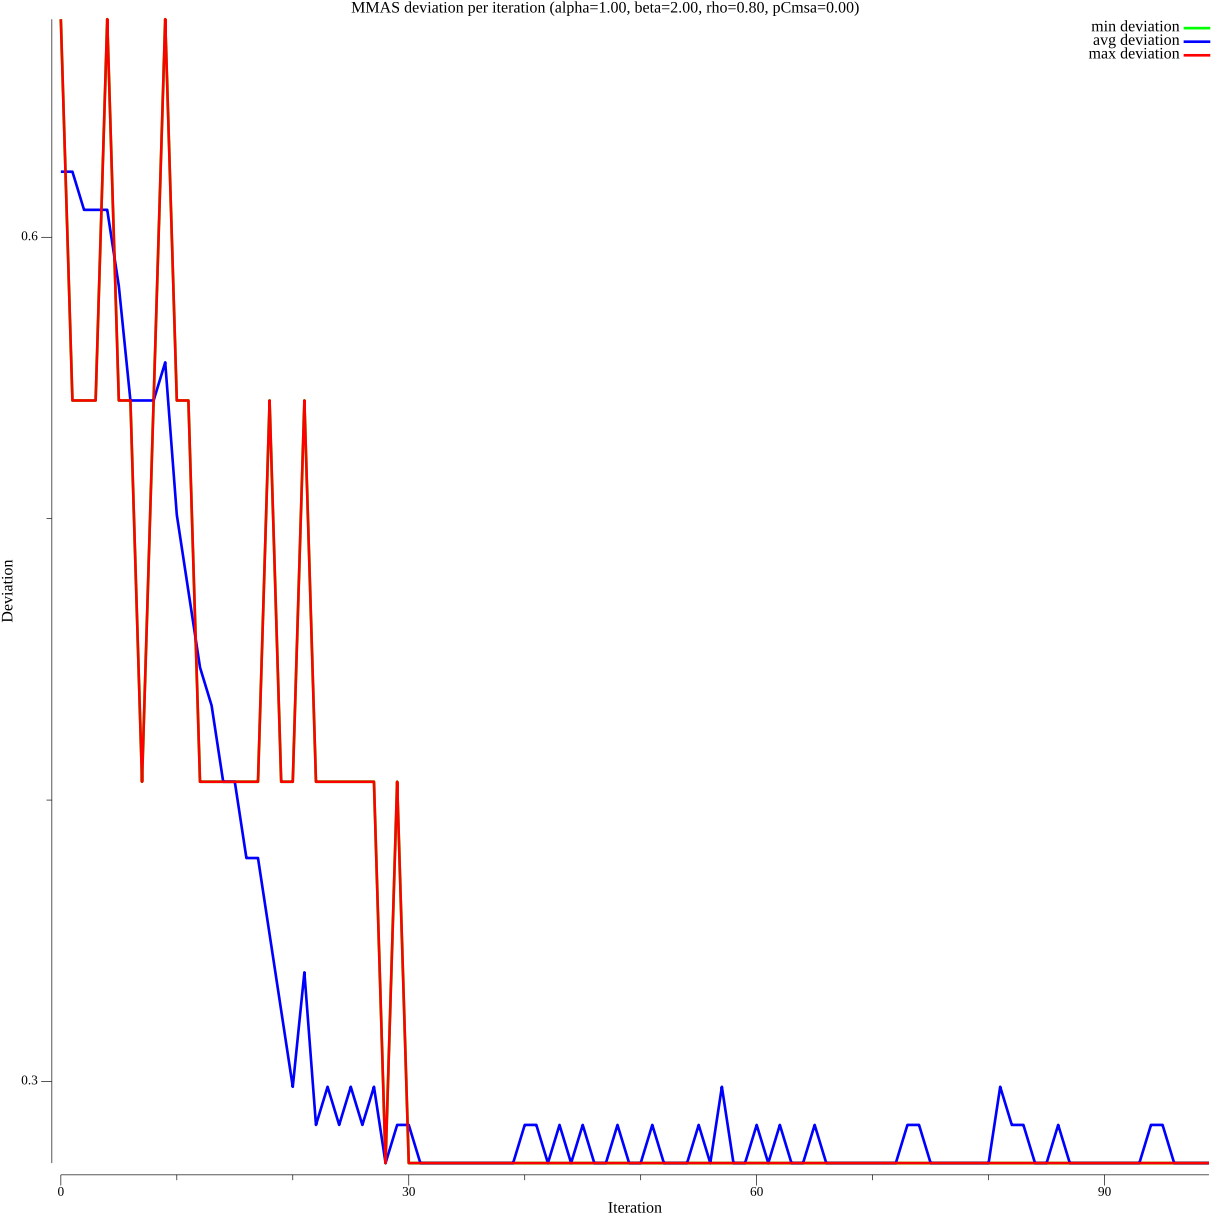 MMAS deviation per iteration (alpha=1.00, beta=2.00, rho=0.80, pCmsa=0.00)
min deviation
avg deviation
max deviation
0.6
Deviation
0.3
0 30 60 90
Iteration